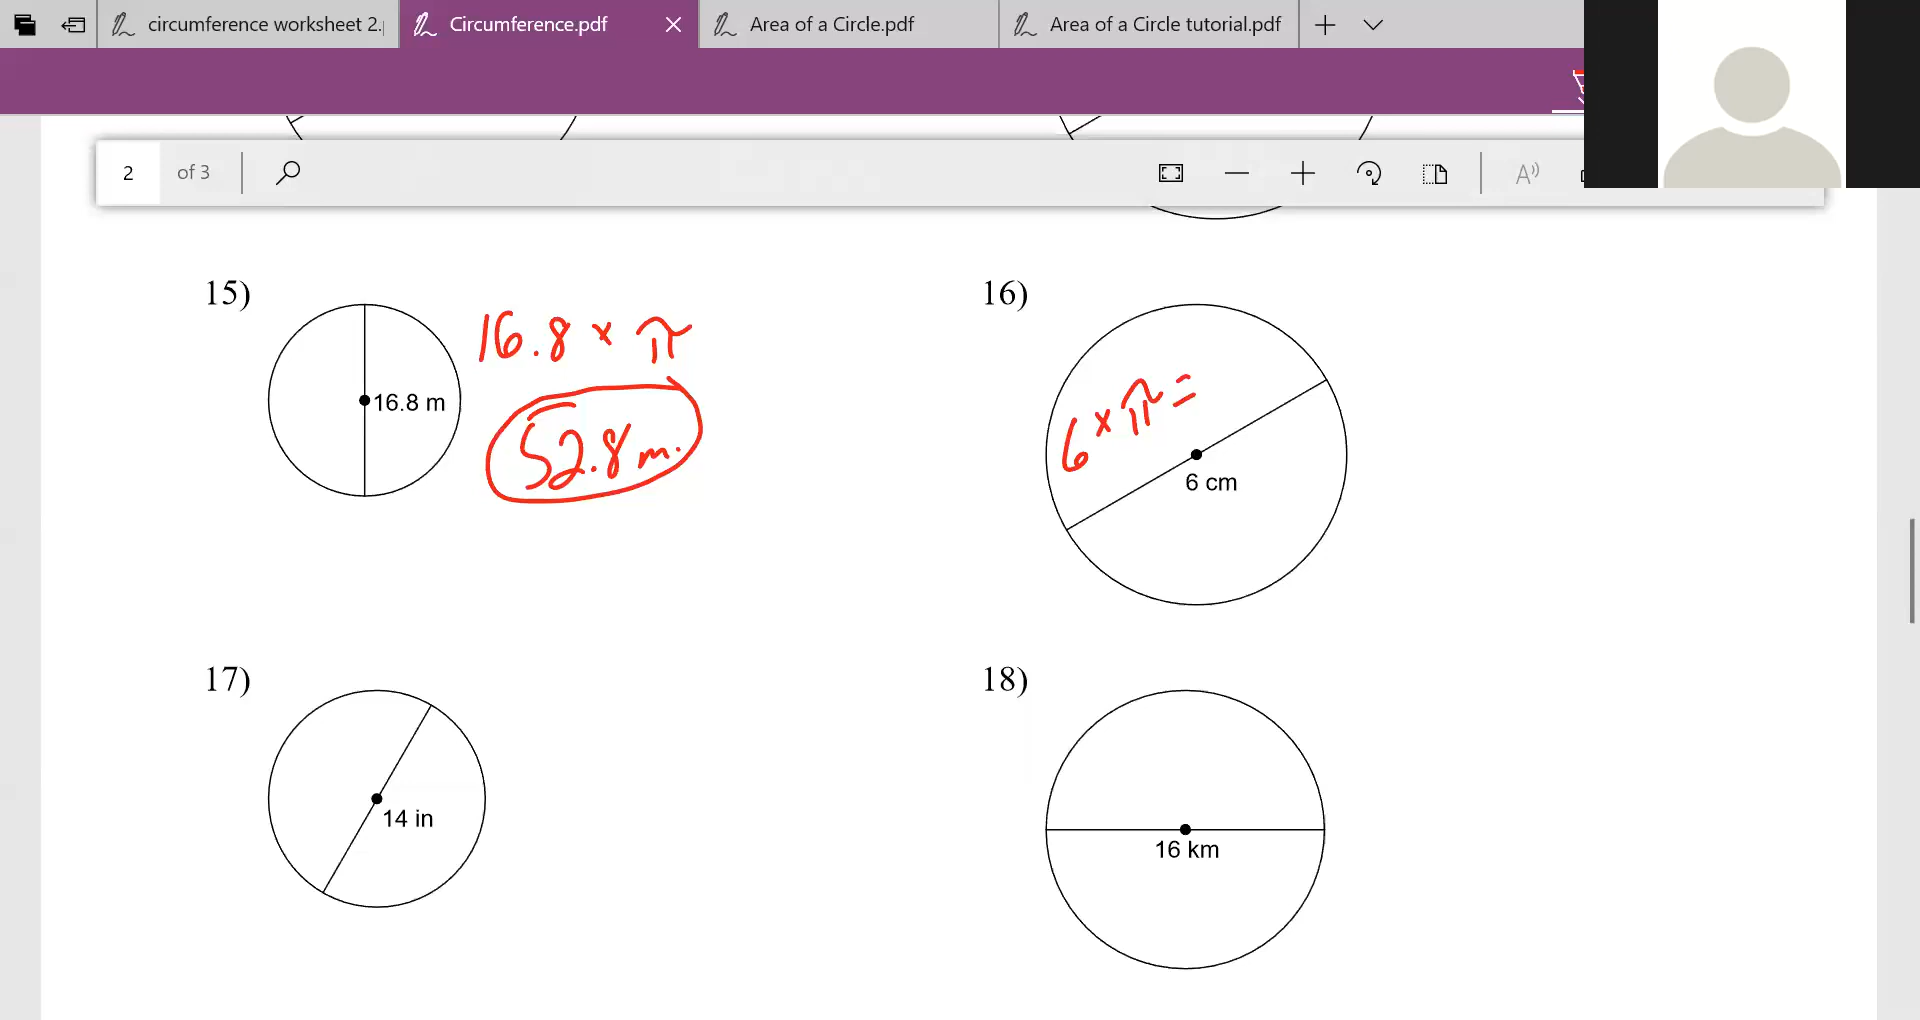 circumference worksheet 2.p
Circumference.pdf
Area of a Circle.pdf
Area of a Circle tutorial.pdf
2 of 3
15)
16.8 m
16.8 × π
52.8 m.
16)
6 × π =
6 cm
17)
14 in
18)
16 km